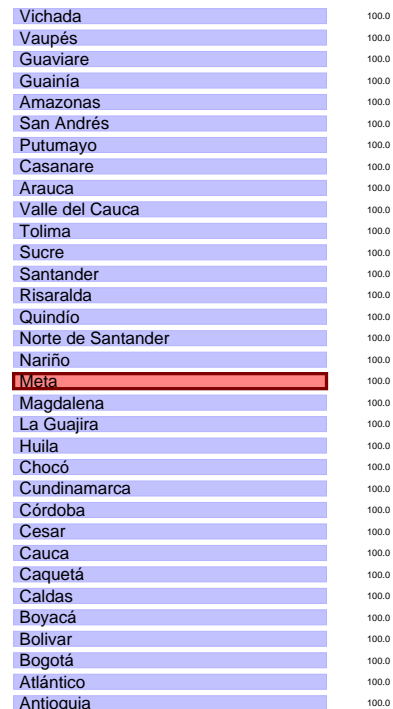 Vichada 100.0
Vaupés 100.0
Guaviare 100.0
Guainía 100.0
Amazonas 100.0
San Andrés 100.0
Putumayo 100.0
Casanare 100.0
Arauca 100.0
Valle del Cauca 100.0
Tolima 100.0
Sucre 100.0
Santander 100.0
Risaralda 100.0
Quindío 100.0
Norte de Santander 100.0
Nariño 100.0
Meta 100.0
Magdalena 100.0
La Guajira 100.0
Huila 100.0
Chocó 100.0
Cundinamarca 100.0
Córdoba 100.0
Cesar 100.0
Cauca 100.0
Caquetá 100.0
Caldas 100.0
Boyacá 100.0
Bolivar 100.0
Bogotá 100.0
Atlántico 100.0
Antioquia 100.0